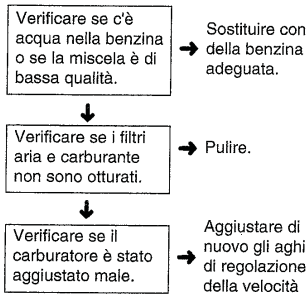 Verificare se c'è
acqua nella benzina
o se la miscela è di
bassa qualità.
Sostituire con
della benzina
adeguata.
Verificare se i filtri
aria e carburante
non sono otturati.
Pulire.
Verificare se il
carburatore è stato
aggiustato male.
Aggiustare di
nuovo gli aghi
di regolazione
della velocità